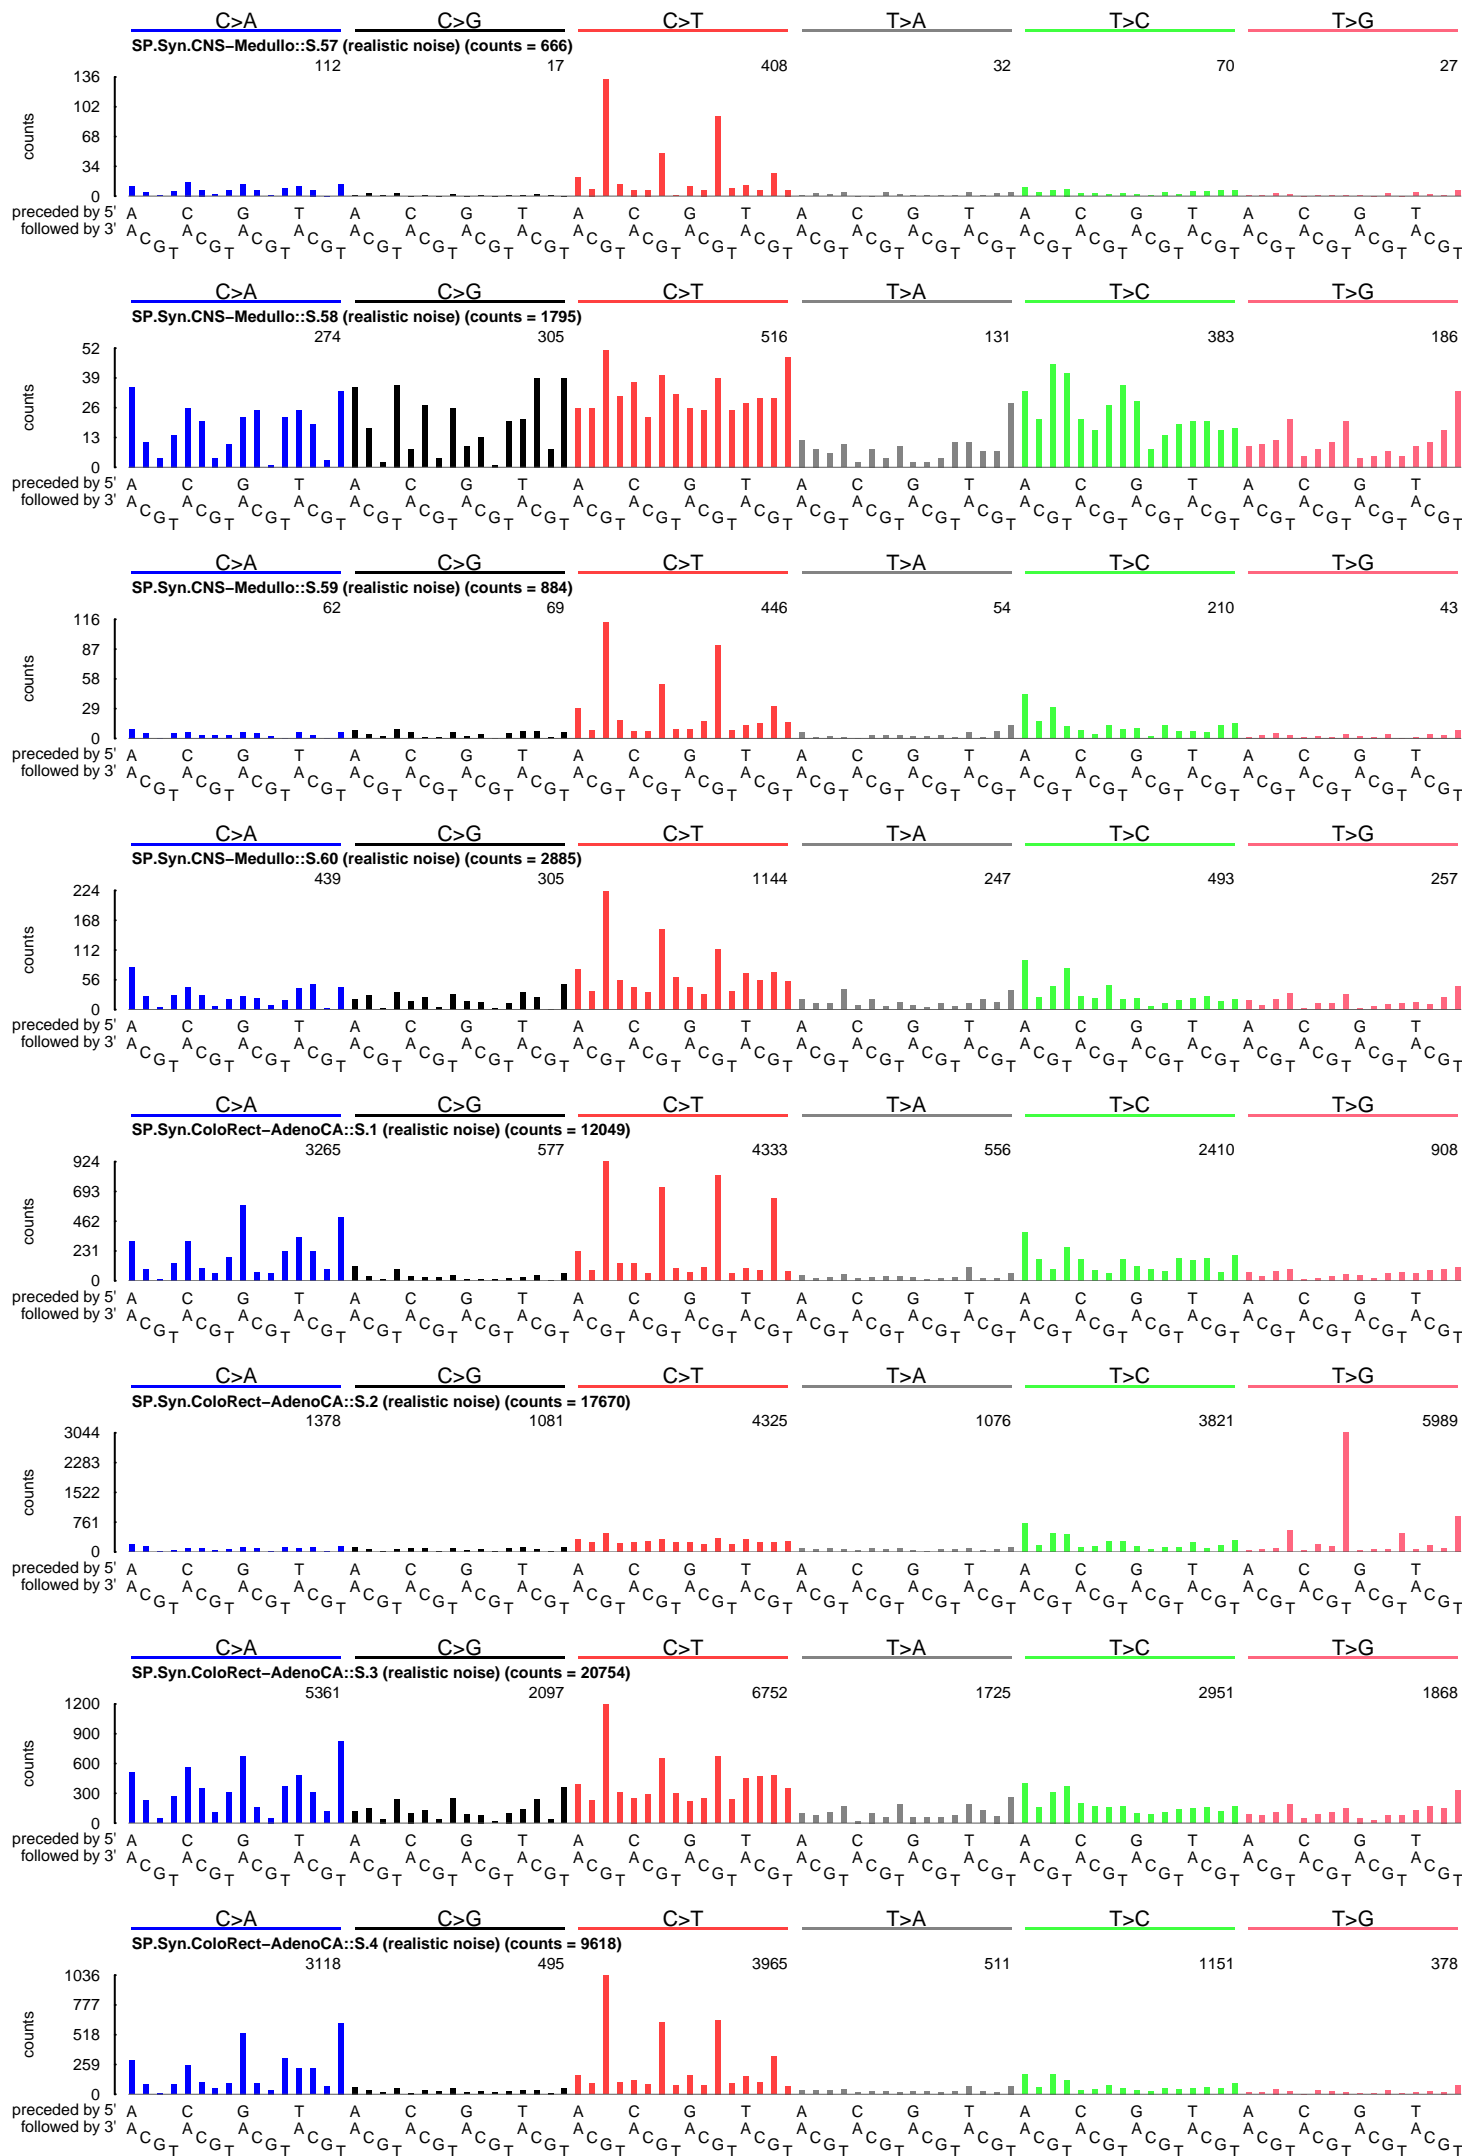 C>A C>G C>T T>A T>C T>G
SP.Syn.CNS−Medullo::S.57 (realistic noise) (counts = 666)
112 17 408 32 70 27
136
102
68
34
0
counts
preceded by 5' A C G T A C G T A C G T A C G T A C G T A C G T
followed by 3' A C G T A C G T A C G T A C G T A C G T A C G T A C G T A C G T A C G T A C G T A C G T A C G T A C G T A C G T A C G T A C G T A C G T A C G T A C G T A C G T A C G T A C G T A C G T A C G T
C>A C>G C>T T>A T>C T>G
SP.Syn.CNS−Medullo::S.58 (realistic noise) (counts = 1795)
274 305 516 131 383 186
52
39
26
13
0
counts
preceded by 5' A C G T A C G T A C G T A C G T A C G T A C G T
followed by 3' A C G T A C G T A C G T A C G T A C G T A C G T A C G T A C G T A C G T A C G T A C G T A C G T A C G T A C G T A C G T A C G T A C G T A C G T A C G T A C G T A C G T A C G T A C G T A C G T
C>A C>G C>T T>A T>C T>G
SP.Syn.CNS−Medullo::S.59 (realistic noise) (counts = 884)
62 69 446 54 210 43
116
87
58
29
0
counts
preceded by 5' A C G T A C G T A C G T A C G T A C G T A C G T
followed by 3' A C G T A C G T A C G T A C G T A C G T A C G T A C G T A C G T A C G T A C G T A C G T A C G T A C G T A C G T A C G T A C G T A C G T A C G T A C G T A C G T A C G T A C G T A C G T A C G T
C>A C>G C>T T>A T>C T>G
SP.Syn.CNS−Medullo::S.60 (realistic noise) (counts = 2885)
439 305 1144 247 493 257
224
168
112
56
0
counts
preceded by 5' A C G T A C G T A C G T A C G T A C G T A C G T
followed by 3' A C G T A C G T A C G T A C G T A C G T A C G T A C G T A C G T A C G T A C G T A C G T A C G T A C G T A C G T A C G T A C G T A C G T A C G T A C G T A C G T A C G T A C G T A C G T A C G T
C>A C>G C>T T>A T>C T>G
SP.Syn.ColoRect−AdenoCA::S.1 (realistic noise) (counts = 12049)
3265 577 4333 556 2410 908
924
693
462
231
0
counts
preceded by 5' A C G T A C G T A C G T A C G T A C G T A C G T
followed by 3' A C G T A C G T A C G T A C G T A C G T A C G T A C G T A C G T A C G T A C G T A C G T A C G T A C G T A C G T A C G T A C G T A C G T A C G T A C G T A C G T A C G T A C G T A C G T A C G T
C>A C>G C>T T>A T>C T>G
SP.Syn.ColoRect−AdenoCA::S.2 (realistic noise) (counts = 17670)
1378 1081 4325 1076 3821 5989
3044
2283
1522
761
0
counts
preceded by 5' A C G T A C G T A C G T A C G T A C G T A C G T
followed by 3' A C G T A C G T A C G T A C G T A C G T A C G T A C G T A C G T A C G T A C G T A C G T A C G T A C G T A C G T A C G T A C G T A C G T A C G T A C G T A C G T A C G T A C G T A C G T A C G T
C>A C>G C>T T>A T>C T>G
SP.Syn.ColoRect−AdenoCA::S.3 (realistic noise) (counts = 20754)
5361 2097 6752 1725 2951 1868
1200
900
600
300
0
counts
preceded by 5' A C G T A C G T A C G T A C G T A C G T A C G T
followed by 3' A C G T A C G T A C G T A C G T A C G T A C G T A C G T A C G T A C G T A C G T A C G T A C G T A C G T A C G T A C G T A C G T A C G T A C G T A C G T A C G T A C G T A C G T A C G T A C G T
C>A C>G C>T T>A T>C T>G
SP.Syn.ColoRect−AdenoCA::S.4 (realistic noise) (counts = 9618)
3118 495 3965 511 1151 378
1036
777
518
259
0
counts
preceded by 5' A C G T A C G T A C G T A C G T A C G T A C G T
followed by 3' A C G T A C G T A C G T A C G T A C G T A C G T A C G T A C G T A C G T A C G T A C G T A C G T A C G T A C G T A C G T A C G T A C G T A C G T A C G T A C G T A C G T A C G T A C G T A C G T